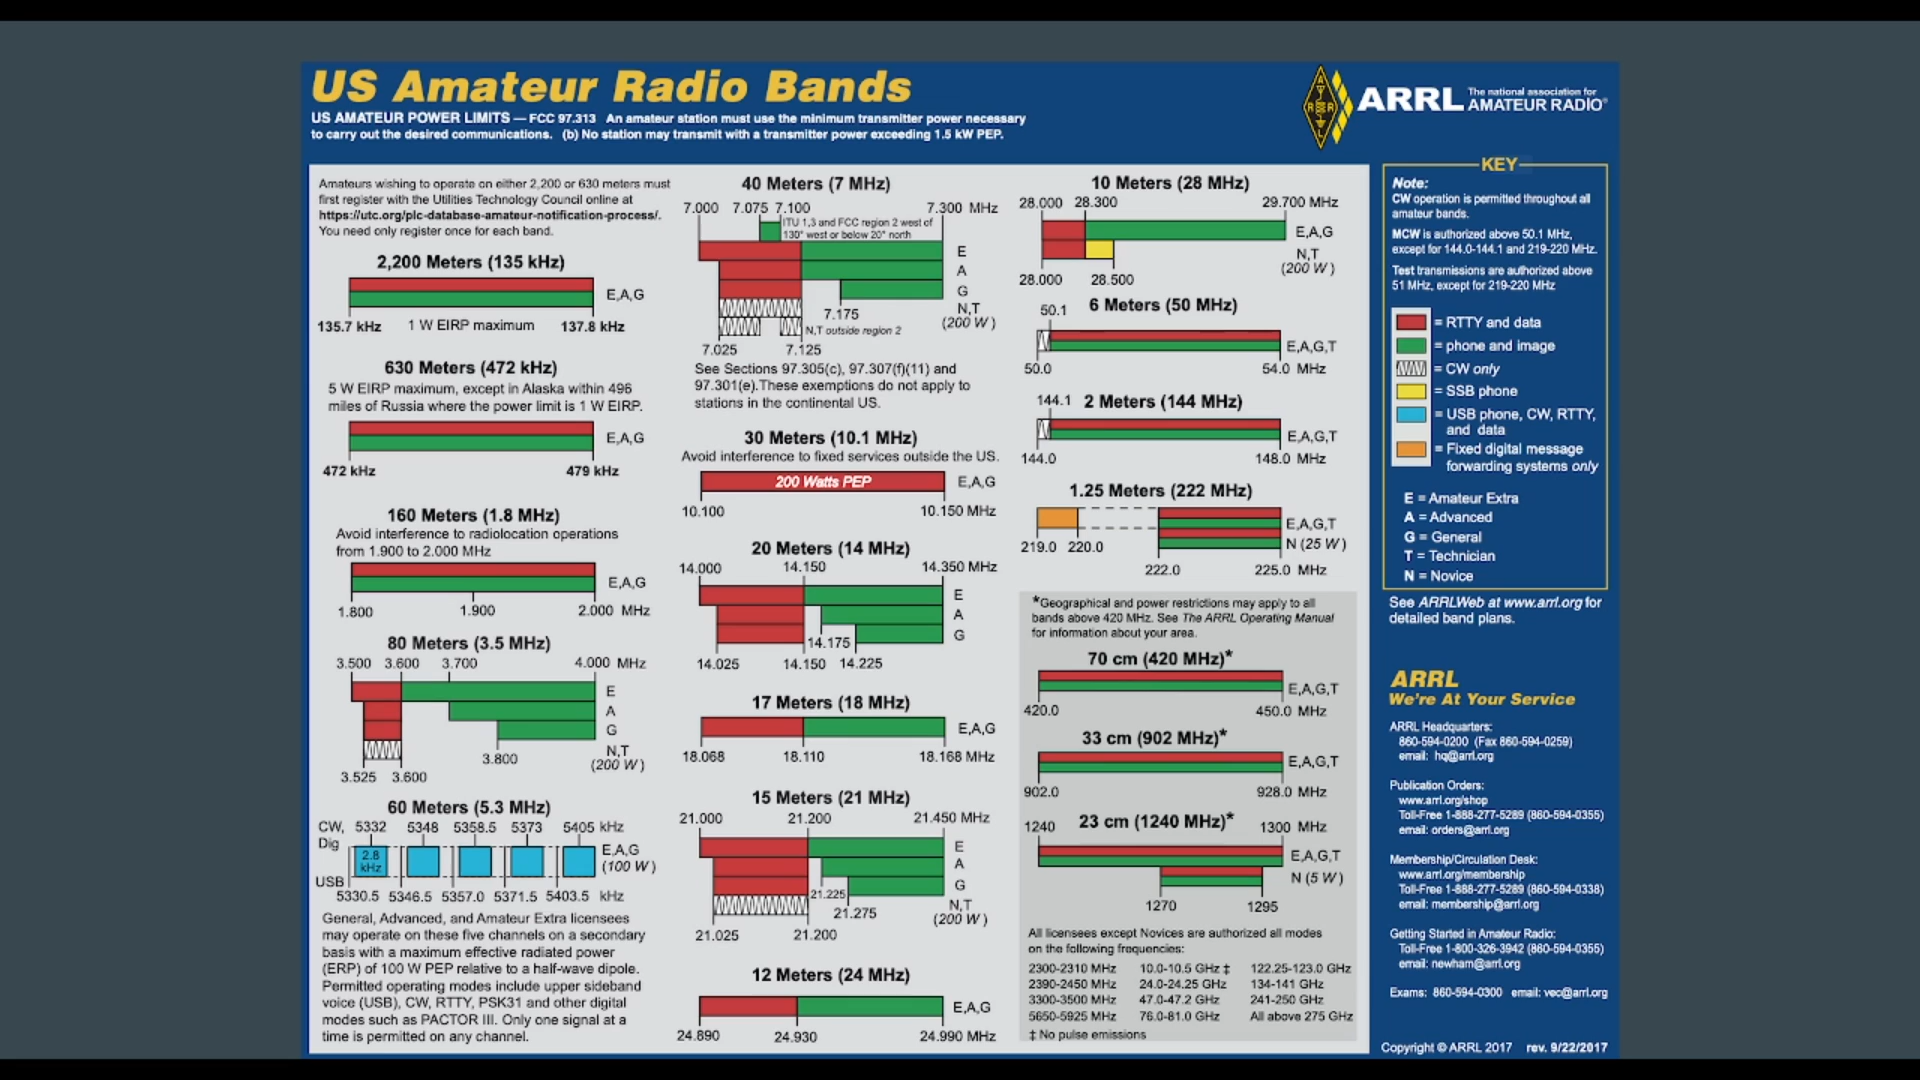 US Amateur Radio Bands
US AMATEUR POWER LIMITS — FCC 97.313 An amateur station must use the minimum transmitter power necessary
to carry out the desired communications. (b) No station may transmit with a transmitter power exceeding 1.5 kW PEP.
ARRL The national association for
AMATEUR RADIO®
Amateurs wishing to operate on either 2,200 or 630 meters must
first register with the Utilities Technology Council online at
https://utc.org/plc-database-amateur-notification-process/.
You need only register once for each band.
2,200 Meters (135 kHz)
E,A,G
135.7 kHz 1 W EIRP maximum 137.8 kHz
630 Meters (472 kHz)
5 W EIRP maximum, except in Alaska within 496
miles of Russia where the power limit is 1 W EIRP.
E,A,G
472 kHz 479 kHz
160 Meters (1.8 MHz)
Avoid interference to radiolocation operations
from 1.900 to 2.000 MHz
E,A,G
1.800 1.900 2.000 MHz
80 Meters (3.5 MHz)
3.500 3.600 3.700 4.000 MHz
E
A
G
N,T
(200 W)
3.800
3.525 3.600
60 Meters (5.3 MHz)
CW, Dig 5332 5348 5358.5 5373 5405 kHz
2.8 kHz
E,A,G
(100 W)
USB
5330.5 5346.5 5357.0 5371.5 5403.5 kHz
General, Advanced, and Amateur Extra licensees
may operate on these five channels on a secondary
basis with a maximum effective radiated power
(ERP) of 100 W PEP relative to a half-wave dipole.
Permitted operating modes include upper sideband
voice (USB), CW, RTTY, PSK31 and other digital
modes such as PACTOR III. Only one signal at a
time is permitted on any channel.
40 Meters (7 MHz)
7.000 7.075 7.100 7.300 MHz
ITU 1,3 and FCC region 2 west of
130° west or below 20° north
E
A
G
N,T
(200 W)
7.175
N,T outside region 2
7.025 7.125
See Sections 97.305(c), 97.307(f)(11) and
97.301(e).These exemptions do not apply to
stations in the continental US.
30 Meters (10.1 MHz)
Avoid interference to fixed services outside the US.
200 Watts PEP E,A,G
10.100 10.150 MHz
20 Meters (14 MHz)
14.000 14.150 14.350 MHz
E
A
G
14.175
14.025 14.150 14.225
17 Meters (18 MHz)
E,A,G
18.068 18.110 18.168 MHz
15 Meters (21 MHz)
21.000 21.200 21.450 MHz
E
A
G
21.225
N,T
(200 W)
21.275
21.025 21.200
12 Meters (24 MHz)
E,A,G
24.890 24.930 24.990 MHz
10 Meters (28 MHz)
28.000 28.300 29.700 MHz
E,A,G
N,T
(200 W)
28.000 28.500
6 Meters (50 MHz)
50.1
E,A,G,T
50.0 54.0 MHz
2 Meters (144 MHz)
144.1
E,A,G,T
144.0 148.0 MHz
1.25 Meters (222 MHz)
E,A,G,T
N (25 W)
219.0 220.0
222.0 225.0 MHz
*Geographical and power restrictions may apply to all
bands above 420 MHz. See The ARRL Operating Manual
for information about your area.
70 cm (420 MHz)*
E,A,G,T
420.0 450.0 MHz
33 cm (902 MHz)*
E,A,G,T
902.0 928.0 MHz
23 cm (1240 MHz)*
1240 1300 MHz
E,A,G,T
N (5 W)
1270 1295
All licensees except Novices are authorized all modes
on the following frequencies:
2300-2310 MHz 10.0-10.5 GHz ‡ 122.25-123.0 GHz
2390-2450 MHz 24.0-24.25 GHz 134-141 GHz
3300-3500 MHz 47.0-47.2 GHz 241-250 GHz
5650-5925 MHz 76.0-81.0 GHz All above 275 GHz
‡ No pulse emissions
KEY
Note:
CW operation is permitted throughout all
amateur bands.
MCW is authorized above 50.1 MHz,
except for 144.0-144.1 and 219-220 MHz.
Test transmissions are authorized above
51 MHz, except for 219-220 MHz
= RTTY and data
= phone and image
= CW only
= SSB phone
= USB phone, CW, RTTY,
and data
= Fixed digital message
forwarding systems only
E = Amateur Extra
A = Advanced
G = General
T = Technician
N = Novice
See ARRLWeb at www.arrl.org for
detailed band plans.
ARRL
We're At Your Service
ARRL Headquarters:
860-594-0200 (Fax 860-594-0259)
email: hq@arrl.org
Publication Orders:
www.arrl.org/shop
Toll-Free 1-888-277-5289 (860-594-0355)
email: orders@arrl.org
Membership/Circulation Desk:
www.arrl.org/membership
Toll-Free 1-888-277-5289 (860-594-0338)
email: membership@arrl.org
Getting Started in Amateur Radio:
Toll-Free 1-800-326-3942 (860-594-0355)
email: newham@arrl.org
Exams: 860-594-0300 email: vec@arrl.org
Copyright © ARRL 2017 rev. 9/22/2017